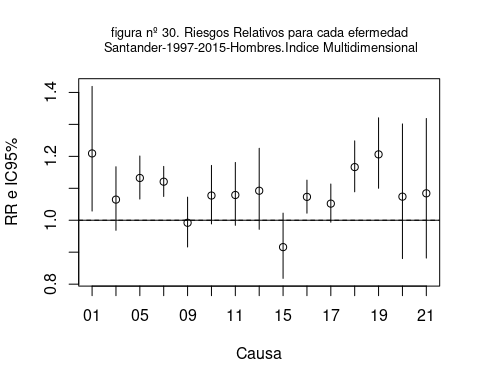 figura nº 30. Riesgos Relativos para cada efermedad
Santander-1997-2015-Hombres.Indice Multidimensional
RR e IC95%
1.4
1.2
1.0
0.8
01 05 09 11 15 19 21
Causa